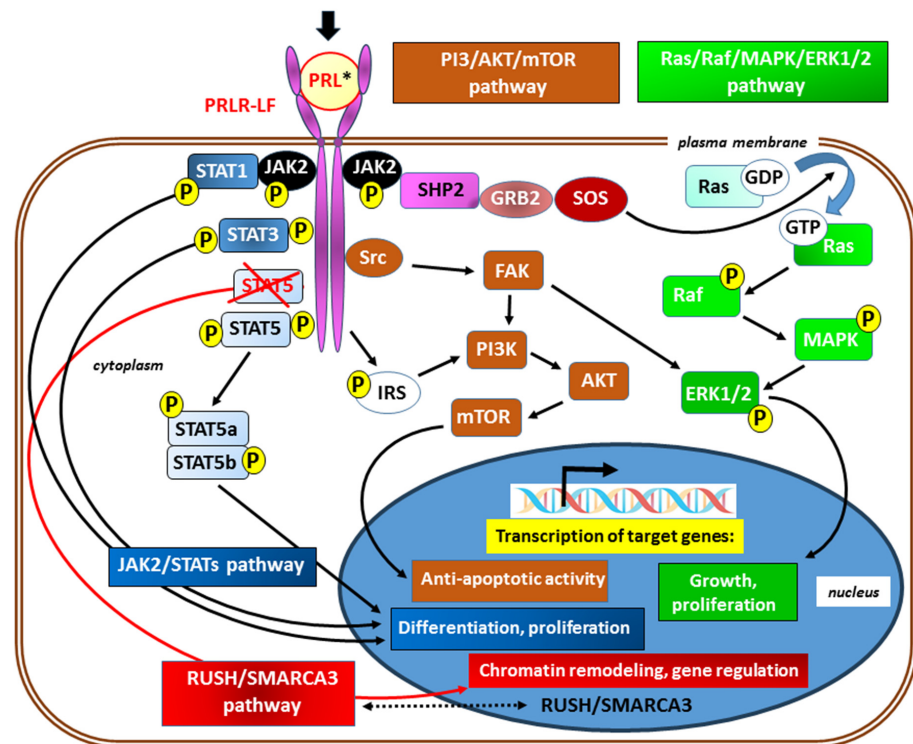 PRL*
PRLR-LF
PI3/AKT/mTOR
pathway
Ras/Raf/MAPK/ERK1/2
pathway
plasma membrane
STAT1
JAK2
P
P
JAK2
P
SHP2
GRB2
SOS
Ras
GDP
GTP
Ras
P
STAT3
P
STAT5
P
STAT5
P
Src
FAK
Raf
P
MAPK
P
cytoplasm
PI3K
P
IRS
AKT
ERK1/2
P
mTOR
P
STAT5a
STAT5b
P
Transcription of target genes:
JAK2/STATs pathway
Anti-apoptotic activity
Growth,
proliferation
nucleus
Differentiation, proliferation
RUSH/SMARCA3
pathway
Chromatin remodeling, gene regulation
RUSH/SMARCA3